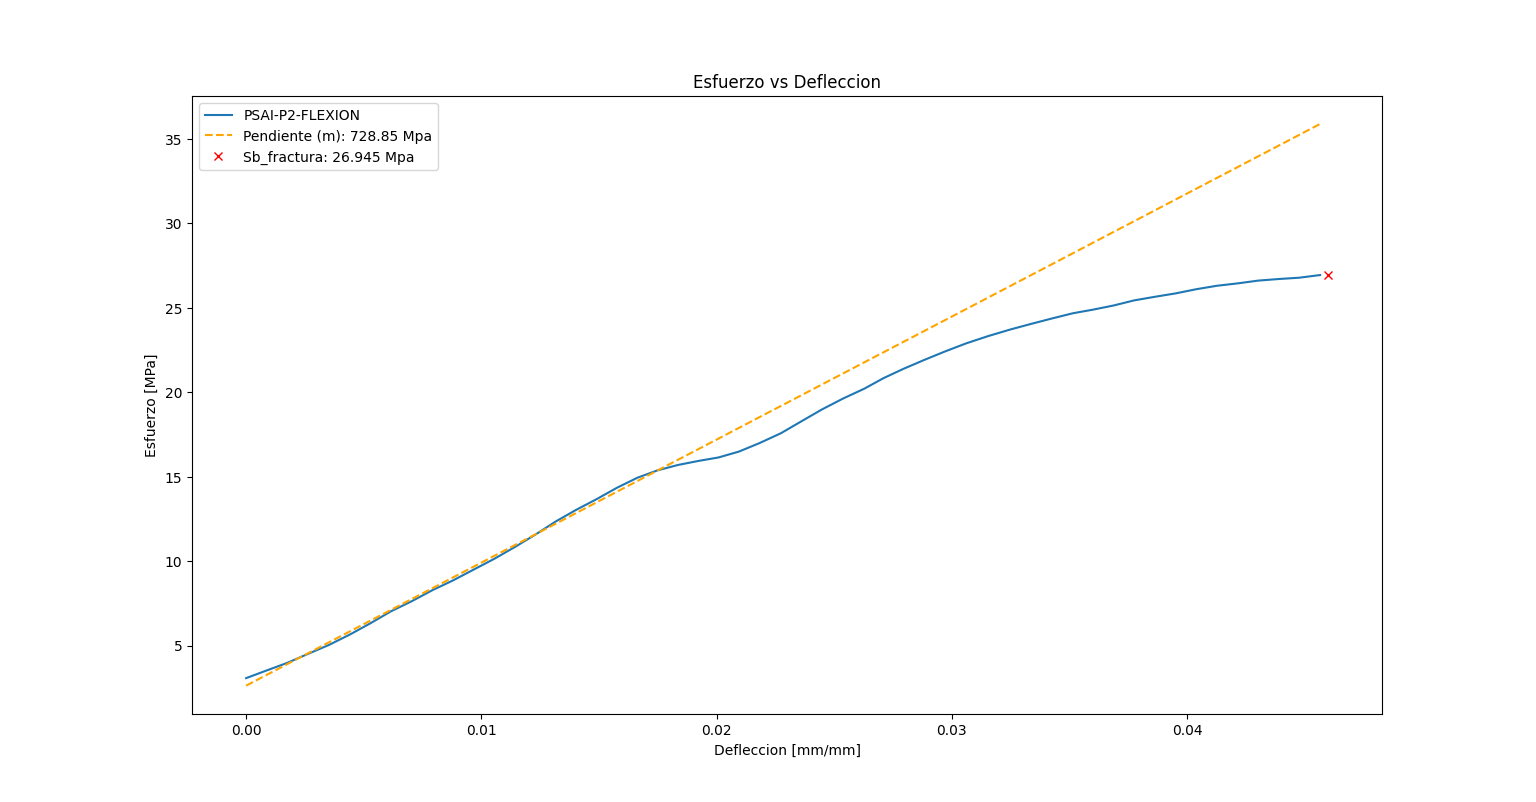 Esfuerzo vs Defleccion
PSAI-P2-FLEXION
Pendiente (m): 728.85 Mpa
Sb_fractura: 26.945 Mpa
35
30
25
20
15
10
5
Esfuerzo [MPa]
0.00 0.01 0.02 0.03 0.04
Defleccion [mm/mm]